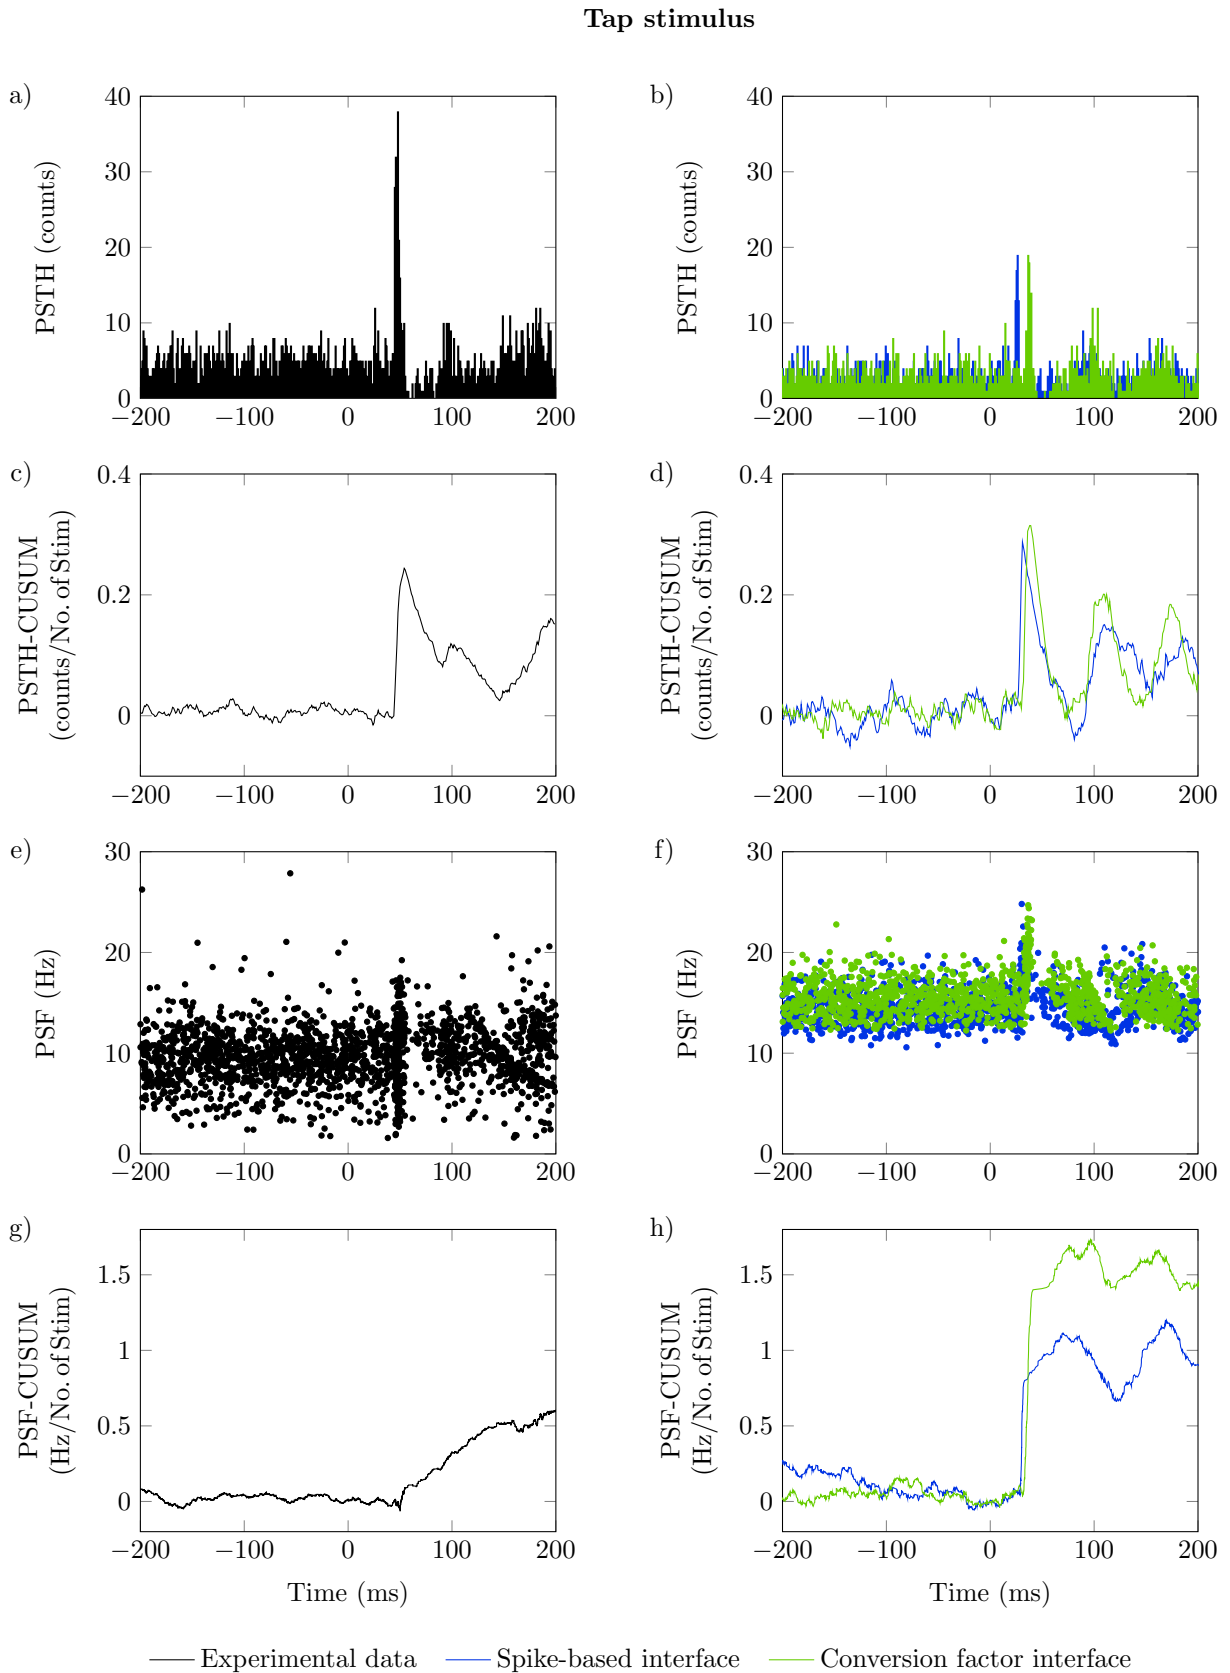 Tap stimulus
a)
PSTH (counts)
40
30
20
10
0
−200
−100
0
100
200
b)
PSTH (counts)
40
30
20
10
0
−200
−100
0
100
200
c)
PSTH-CUSUM
(counts/No. of Stim)
0.4
0.2
0
−200
−100
0
100
200
d)
PSTH-CUSUM
(counts/No. of Stim)
0.4
0.2
0
−200
−100
0
100
200
e)
PSF (Hz)
30
20
10
0
−200
−100
0
100
200
f)
PSF (Hz)
30
20
10
0
−200
−100
0
100
200
g)
PSF-CUSUM
(Hz/No. of Stim)
1.5
1
0.5
0
−200
−100
0
100
200
Time (ms)
h)
PSF-CUSUM
(Hz/No. of Stim)
1.5
1
0.5
0
−200
−100
0
100
200
Time (ms)
Experimental data
Spike-based interface
Conversion factor interface